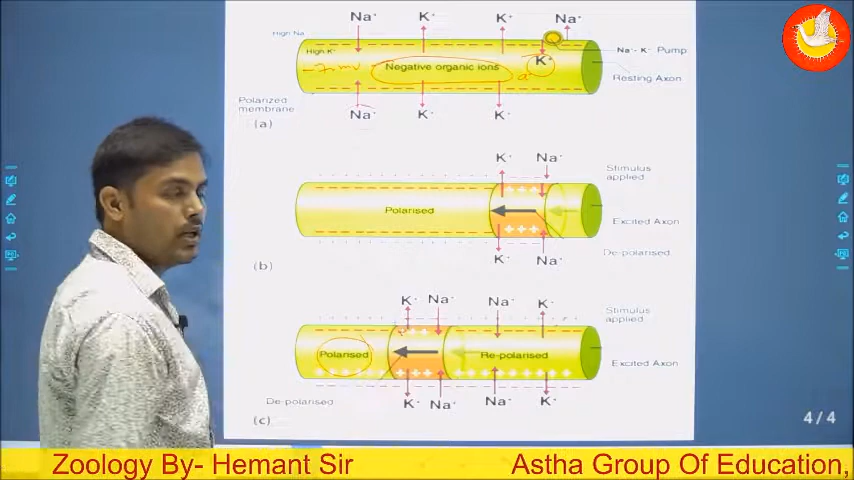 Na⁺ K⁺ K⁺ Na⁺
High Na
High K⁺
Na⁺- K⁺ Pump
-7 mv
Negative organic ions
K⁺
Resting Axon
Polarized
membrane
Na⁺ K⁺ K⁺
(a)
K⁺ Na⁺
Stimulus
applied
Polarised
Excited Axon
K⁺ Na⁺
De-polarised
(b)
K⁺ Na⁺ Na⁺ K⁺
Stimulus
applied
Polarised
Re-polarised
Excited Axon
De-polarised
K⁺ Na⁺ Na⁺ K⁺
(c)
4 / 4
Zoology By- Hemant Sir
Astha Group Of Education,